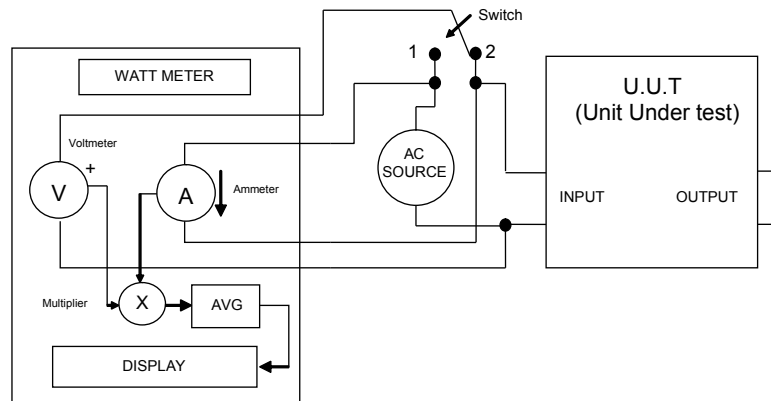 Switch
1
2
WATT METER
U.U.T
(Unit Under test)
Voltmeter
+
V
A
Ammeter
AC
SOURCE
INPUT
OUTPUT
Multiplier
X
AVG
DISPLAY